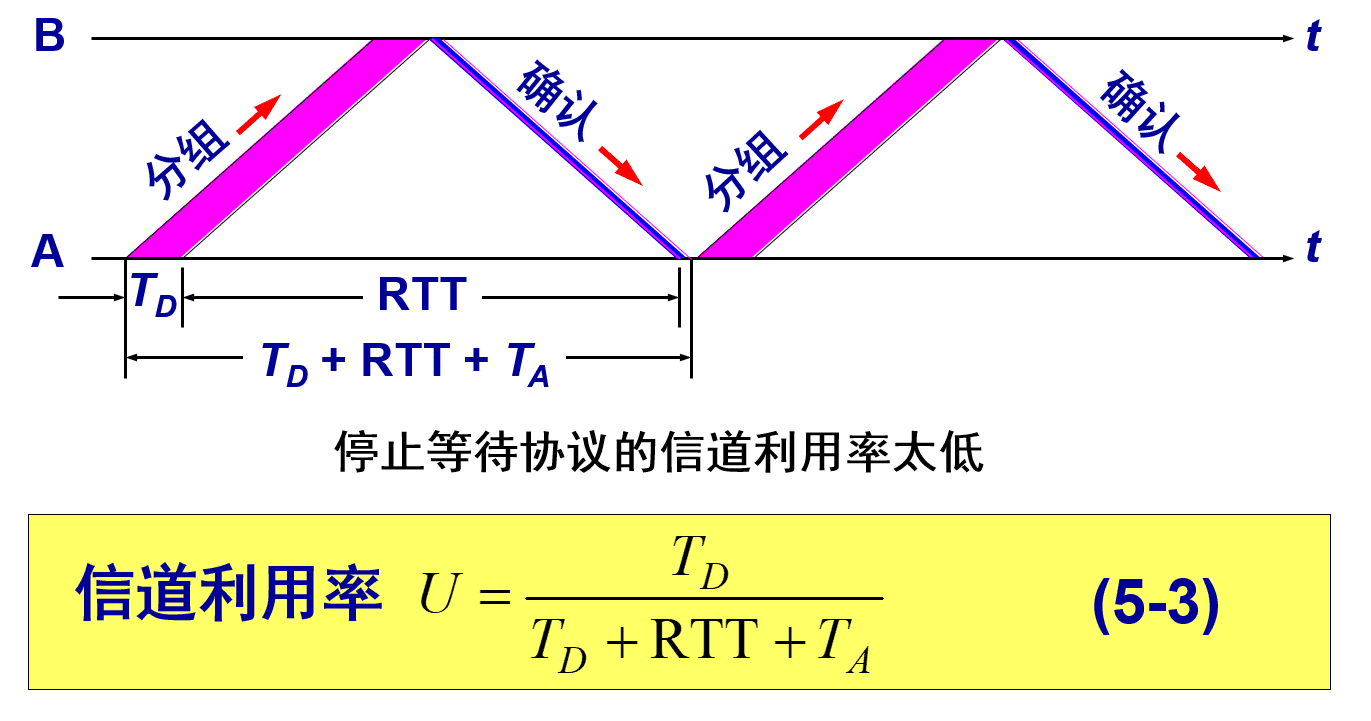 B
t
分组
确认
分组
确认
A
t
T_D
RTT
T_D + RTT + T_A
停止等待协议的信道利用率太低
信道利用率 U = T_D / (T_D + RTT + T_A) (5-3)